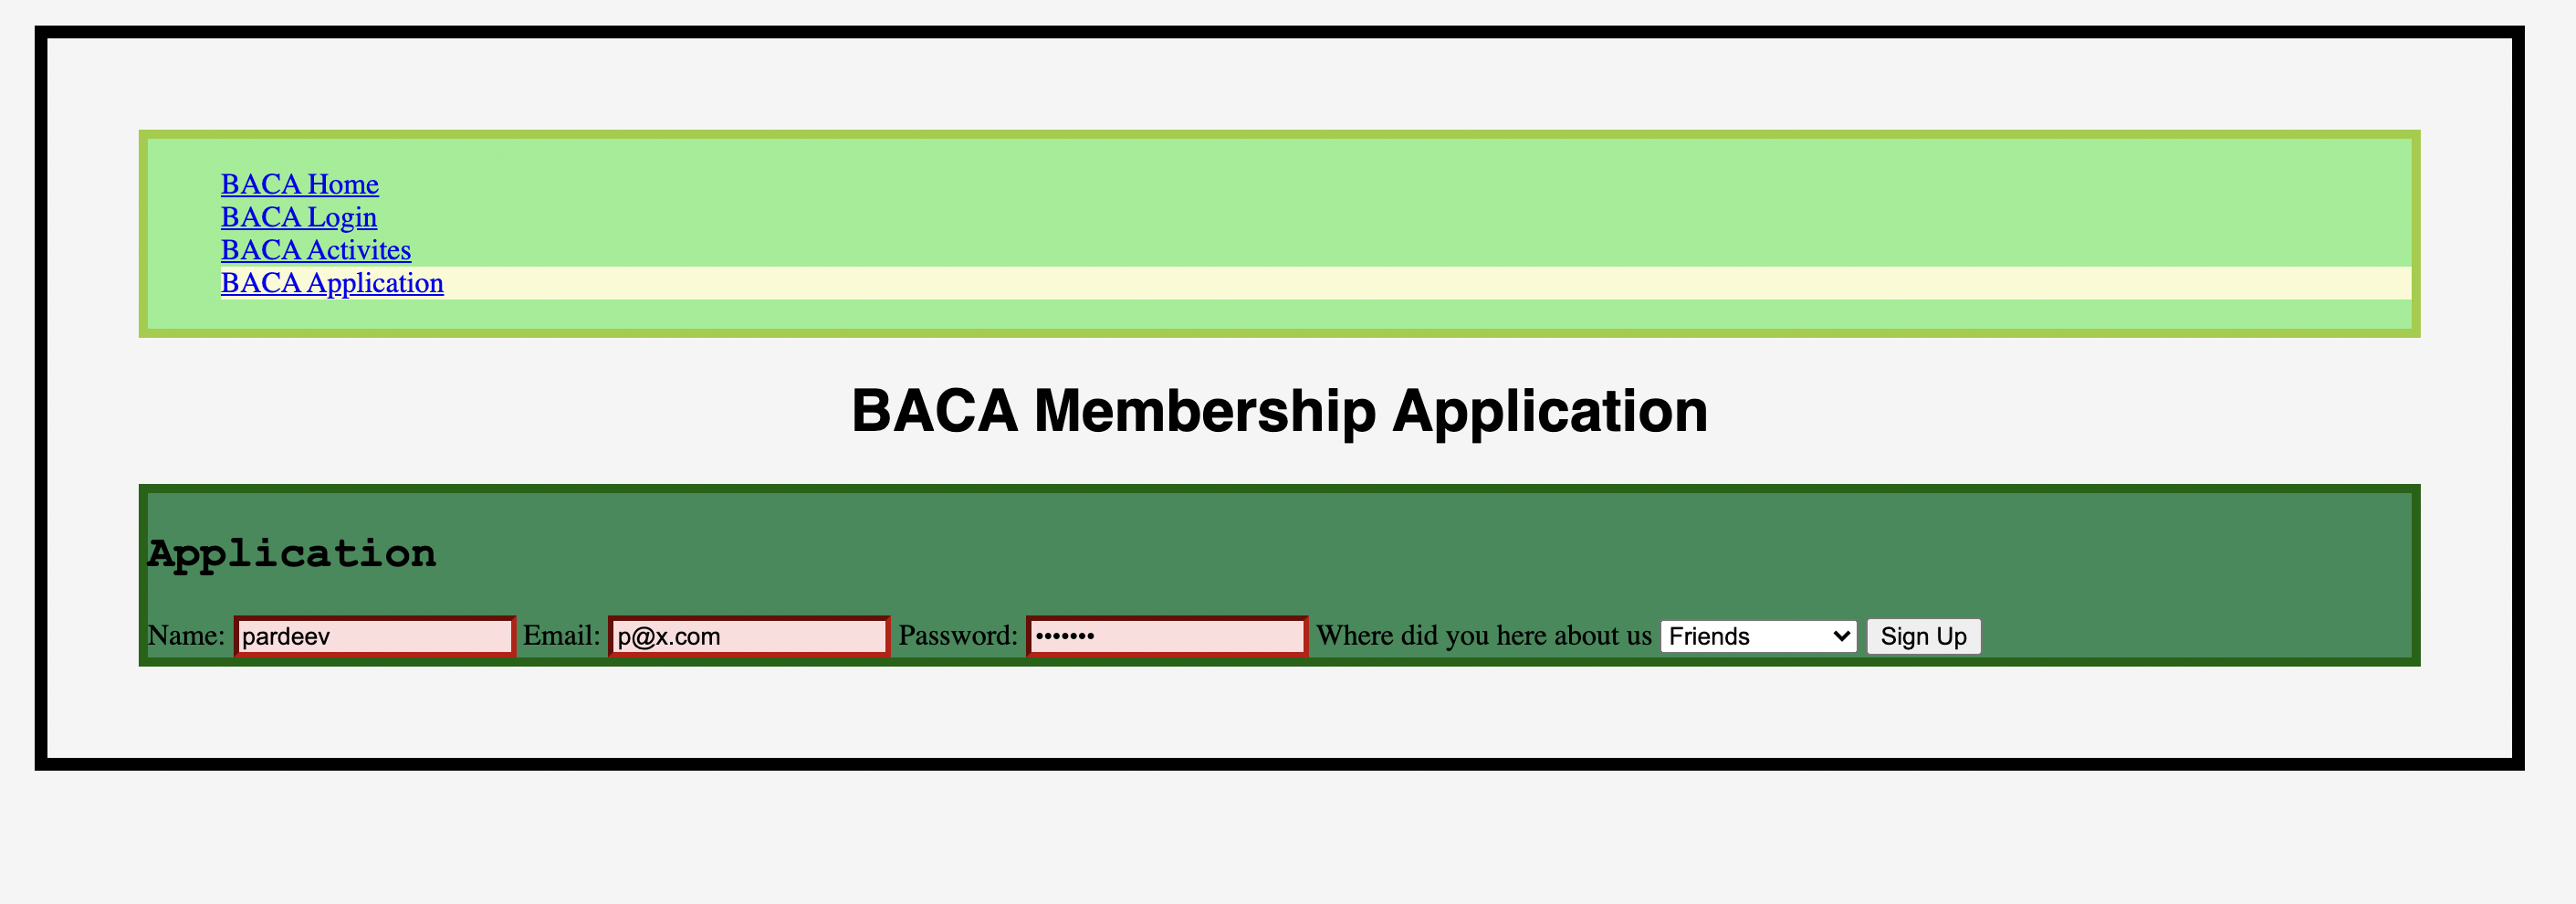 BACA Home
BACA Login
BACA Activites
BACA Application
BACA Membership Application
Application
Name: pardeev Email: p@x.com Password: ••••••• Where did you here about us Friends Sign Up